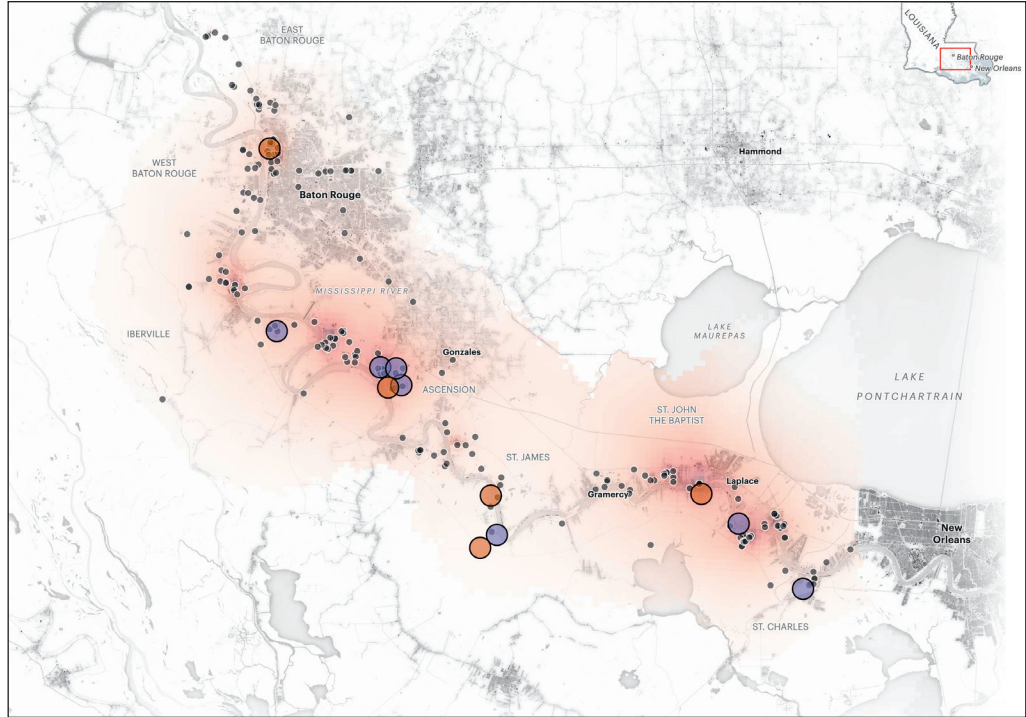 EAST
BATON ROUGE
LOUISIANA
Baton Rouge
New Orleans
WEST
BATON ROUGE
Hammond
Baton Rouge
MISSISSIPPI RIVER
IBERVILLE
LAKE
MAUREPAS
Gonzales
LAKE
PONTCHARTRAIN
ASCENSION
ST. JOHN
THE BAPTIST
ST. JAMES
Laplace
Gramercy
New
Orleans
ST. CHARLES